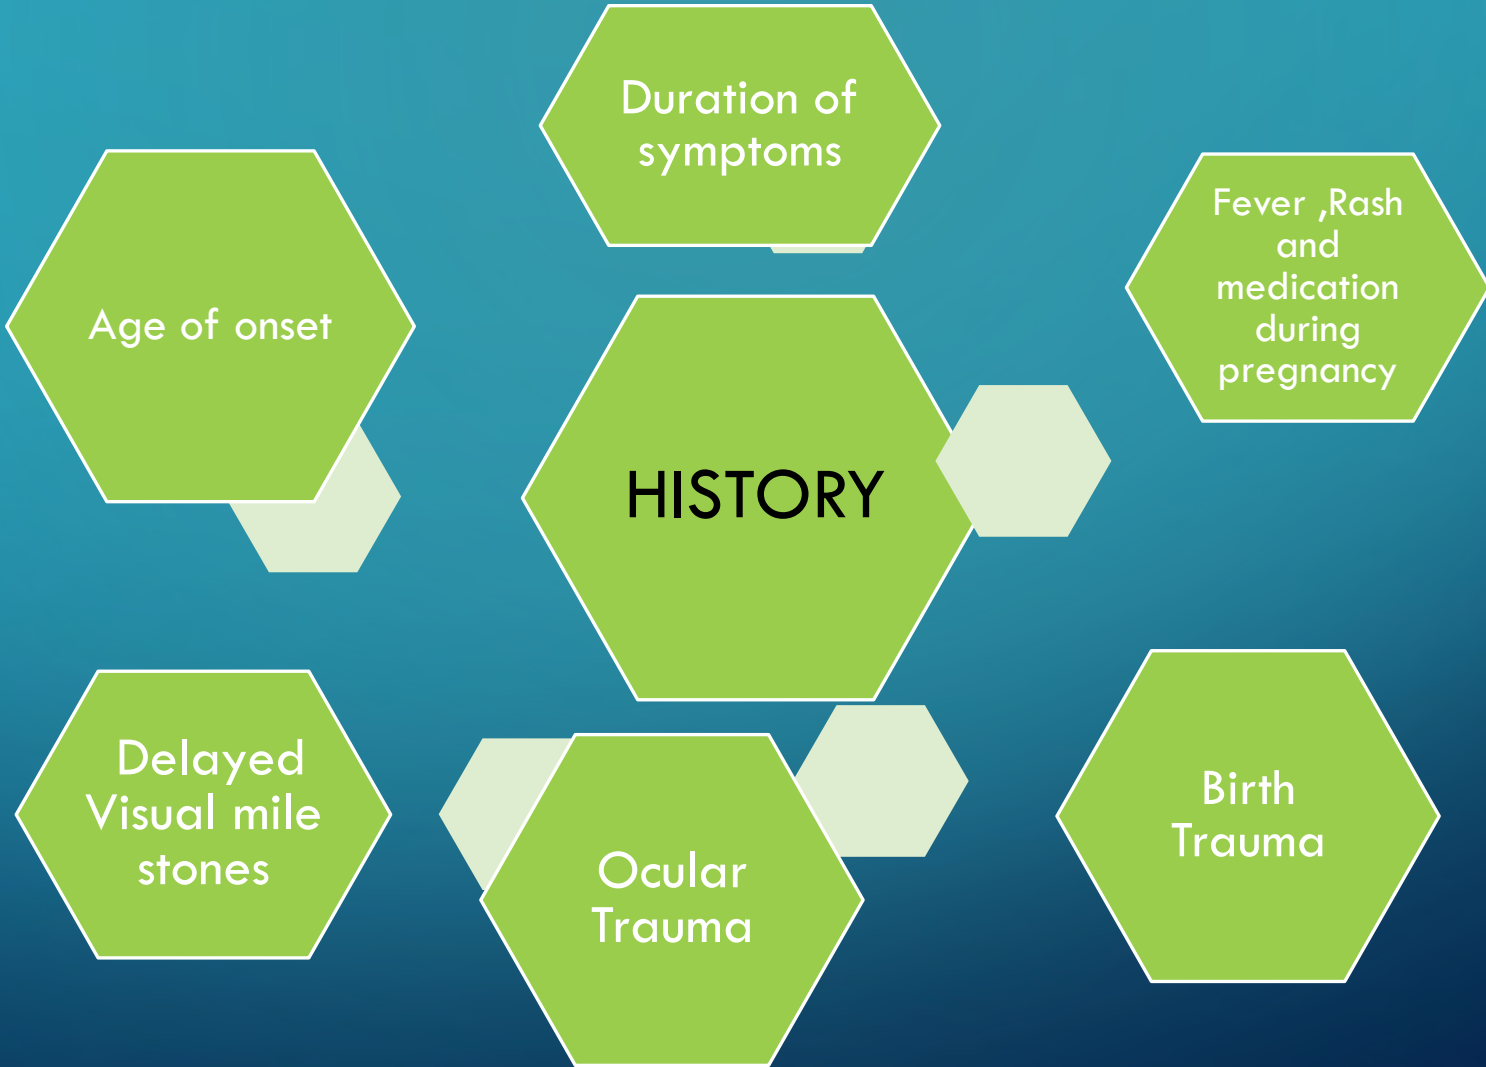 Duration of
symptoms
Fever ,Rash
and
medication
during
pregnancy
Age of onset
HISTORY
Delayed
Visual mile
stones
Ocular
Trauma
Birth
Trauma